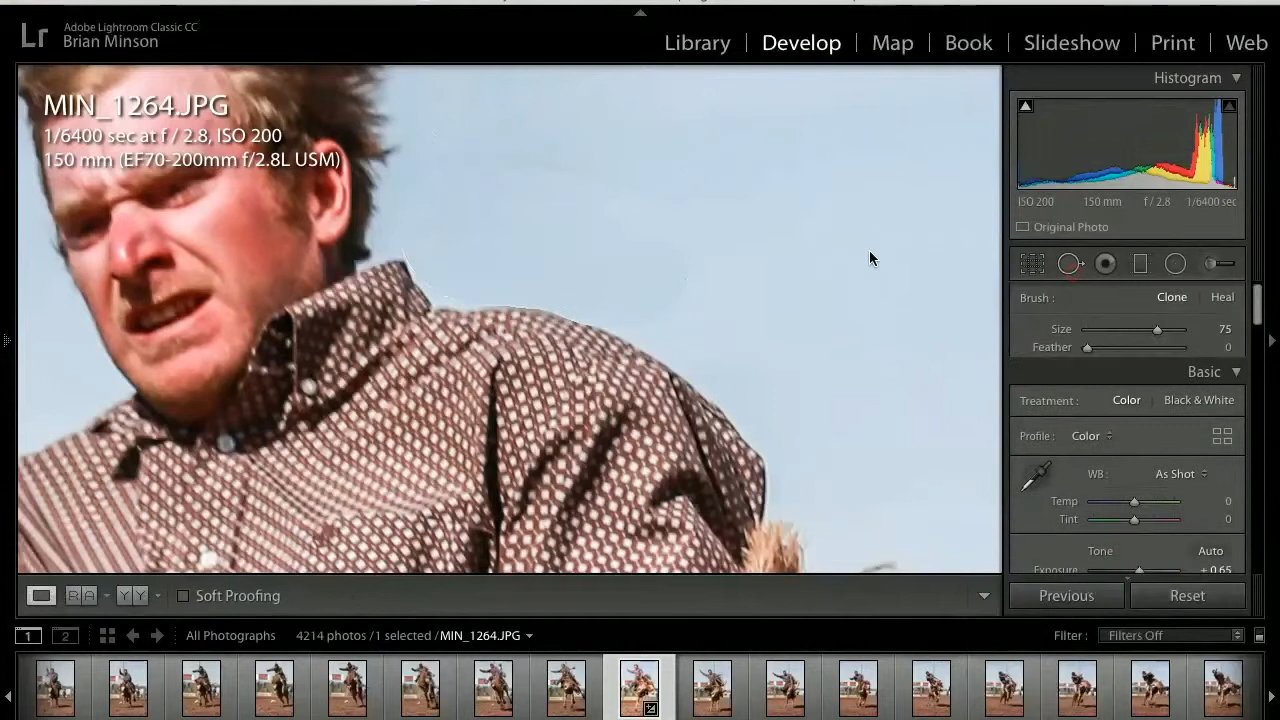 Lr
Adobe Lightroom Classic CC
Brian Minson
Library Develop Map Book Slideshow Print Web
MIN_1264.JPG
1/6400 sec at f / 2.8, ISO 200
150 mm (EF70-200mm f/2.8L USM)
Histogram
ISO 200 150 mm f / 2.8 1/6400 sec
Original Photo
Brush : Clone Heal
Size 75
Feather 0
Basic
Treatment : Color Black & White
Profile : Color
WB : As Shot
Temp 0
Tint 0
Tone Auto
Exposure + 0.65
R A Y Y Soft Proofing
Previous Reset
1 2 All Photographs 4214 photos / 1 selected / MIN_1264.JPG Filter : Filters Off